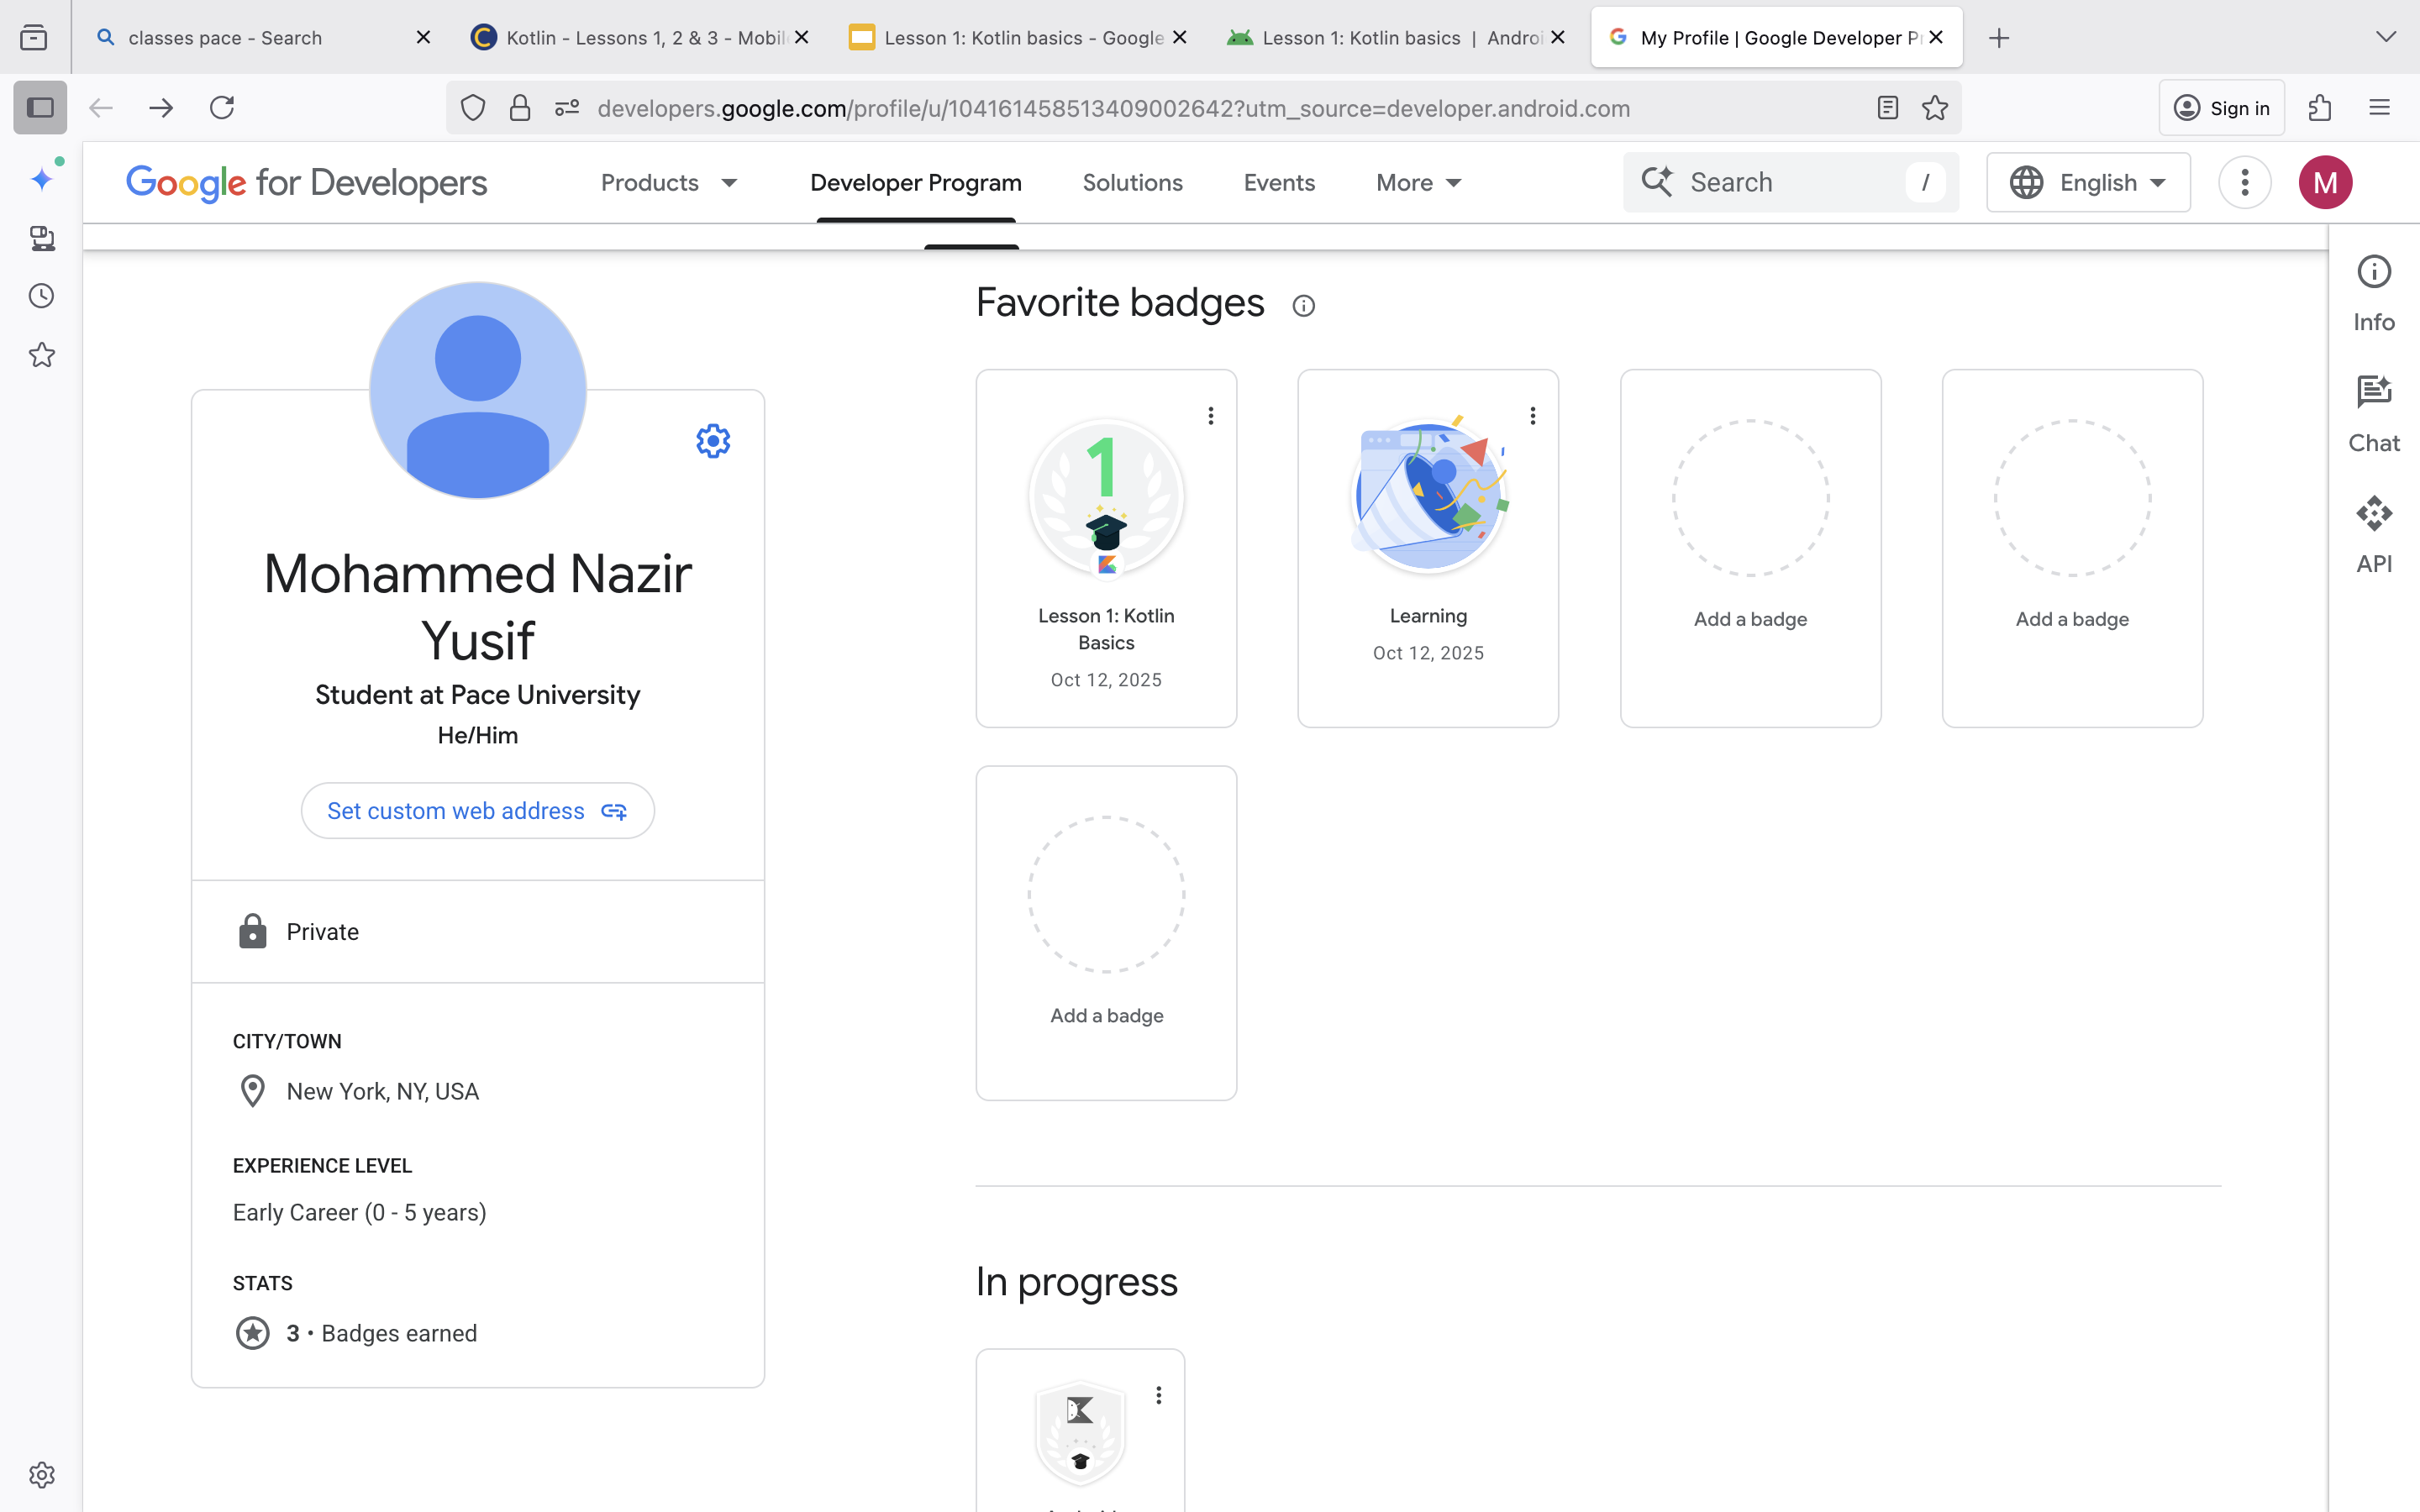 classes pace - Search
Kotlin - Lessons 1, 2 & 3 - Mobil
Lesson 1: Kotlin basics - Google
Lesson 1: Kotlin basics | Androi
My Profile | Google Developer Pr
developers.google.com/profile/u/104161458513409002642?utm_source=developer.android.com
Sign in
Google for Developers
Products
Developer Program
Solutions
Events
More
Search
/
English
M
Info
Chat
API
Mohammed Nazir
Yusif
Student at Pace University
He/Him
Set custom web address
Private
CITY/TOWN
New York, NY, USA
EXPERIENCE LEVEL
Early Career (0 - 5 years)
STATS
3 • Badges earned
Favorite badges
1
Lesson 1: Kotlin
Basics
Oct 12, 2025
Learning
Oct 12, 2025
Add a badge
Add a badge
Add a badge
In progress